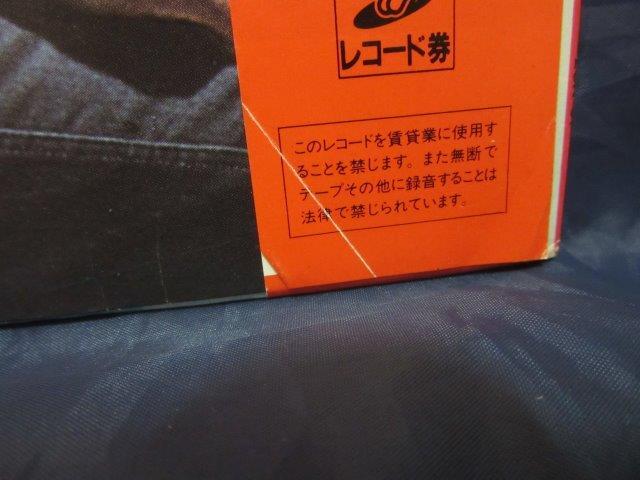 レコード券
このレコードを賃貸業に使用す
ることを禁じます。また無断で
テープその他に録音することは
法律で禁じられています。